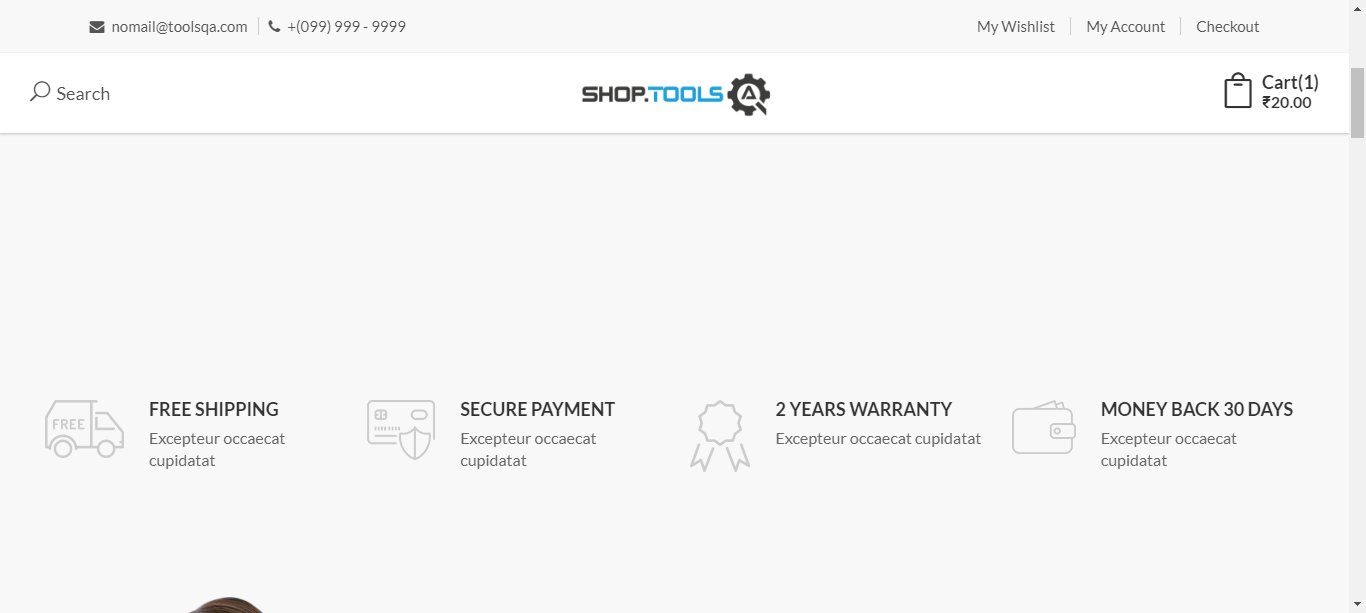 nomail@toolsqa.com
+(099) 999 - 9999
My Wishlist
My Account
Checkout
Search
SHOP.TOOLS
Cart(1)
₹20.00
FREE
FREE SHIPPING
Excepteur occaecat
cupidatat
SECURE PAYMENT
Excepteur occaecat
cupidatat
2 YEARS WARRANTY
Excepteur occaecat cupidatat
MONEY BACK 30 DAYS
Excepteur occaecat
cupidatat